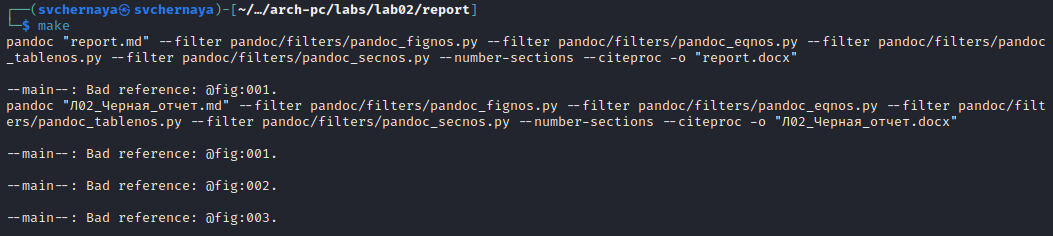 ┌──(svchernaya㉿svchernaya)-[~/…/arch-pc/labs/lab02/report]
└─$ make
pandoc "report.md" --filter pandoc/filters/pandoc_fignos.py --filter pandoc/filters/pandoc_eqnos.py --filter pandoc/filters/pandoc
_tablenos.py --filter pandoc/filters/pandoc_secnos.py --number-sections --citeproc -o "report.docx"
--main--: Bad reference: @fig:001.
pandoc "Л02_Черная_отчет.md" --filter pandoc/filters/pandoc_fignos.py --filter pandoc/filters/pandoc_eqnos.py --filter pandoc/filt
ers/pandoc_tablenos.py --filter pandoc/filters/pandoc_secnos.py --number-sections --citeproc -o "Л02_Черная_отчет.docx"
--main--: Bad reference: @fig:001.
--main--: Bad reference: @fig:002.
--main--: Bad reference: @fig:003.